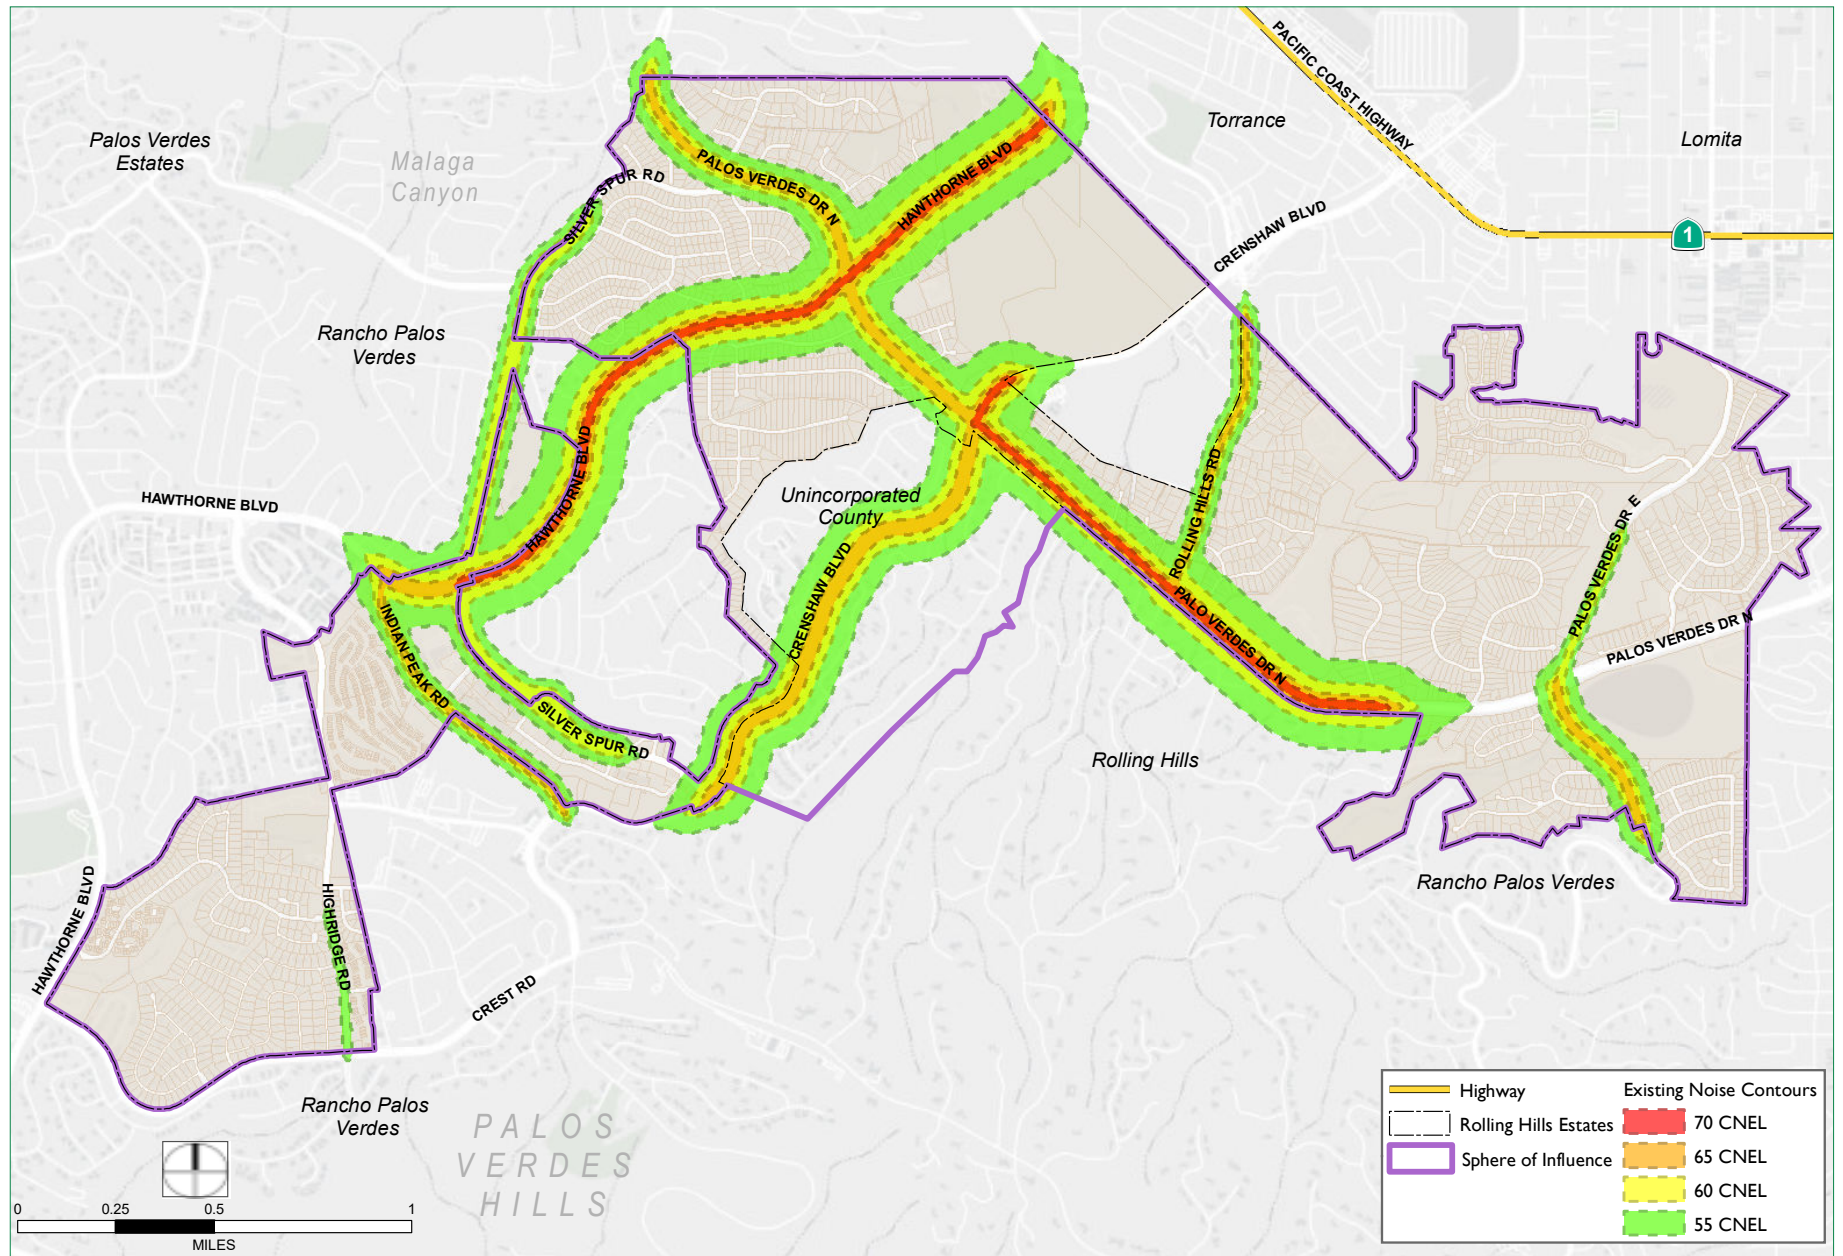 PACIFIC COAST HIGHWAY
Torrance
Lomita
1
Palos Verdes
Estates
Malaga
Canyon
SILVER SPUR RD
PALOS VERDES DR N
HAWTHORNE BLVD
CRENSHAW BLVD
Rancho Palos
Verdes
HAWTHORNE BLVD
HAWTHORNE BLVD
Unincorporated
County
ROLLING HILLS RD
PALOS VERDES DR E
CRENSHAW BLVD
PALO VERDES DR N
PALOS VERDES DR N
INDIAN PEAK RD
SILVER SPUR RD
Rolling Hills
Rancho Palos Verdes
HAWTHORNE BLVD
HIGHRIDGE RD
CREST RD
Rancho Palos
Verdes
PALOS
VERDES
HILLS
0 0.25 0.5 1
MILES
Highway
Rolling Hills Estates
Sphere of Influence
Existing Noise Contours
70 CNEL
65 CNEL
60 CNEL
55 CNEL